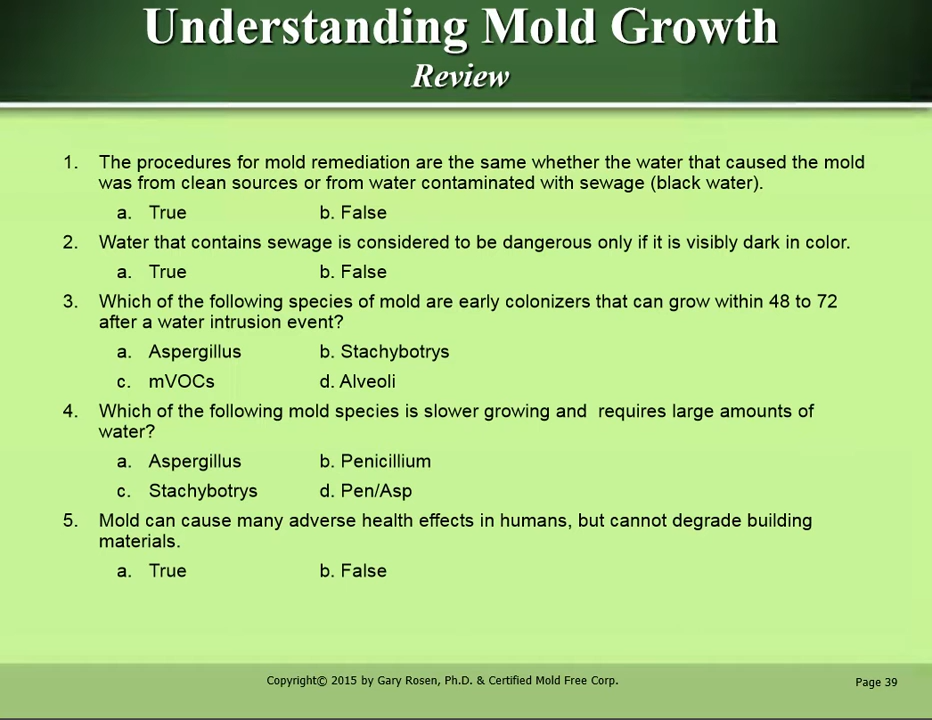 Understanding Mold Growth
Review
1. The procedures for mold remediation are the same whether the water that caused the mold
was from clean sources or from water contaminated with sewage (black water).
a. True b. False
2. Water that contains sewage is considered to be dangerous only if it is visibly dark in color.
a. True b. False
3. Which of the following species of mold are early colonizers that can grow within 48 to 72
after a water intrusion event?
a. Aspergillus b. Stachybotrys
c. mVOCs d. Alveoli
4. Which of the following mold species is slower growing and  requires large amounts of
water?
a. Aspergillus b. Penicillium
c. Stachybotrys d. Pen/Asp
5. Mold can cause many adverse health effects in humans, but cannot degrade building
materials.
a. True b. False
Copyright© 2015 by Gary Rosen, Ph.D. & Certified Mold Free Corp. Page 39